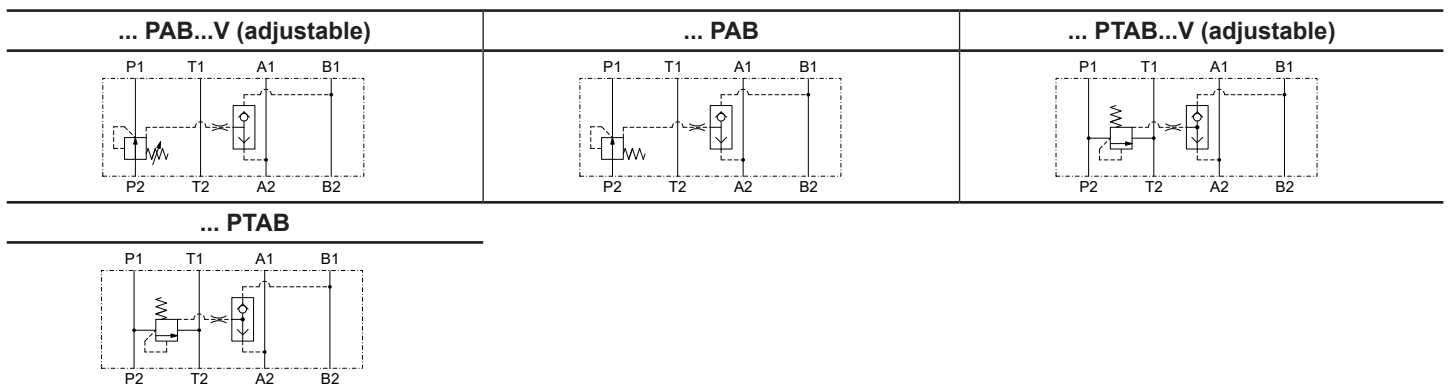 ... PAB...V (adjustable) ... PAB ... PTAB...V (adjustable)
P1 T1 A1 B1 P1 T1 A1 B1 P1 T1 A1 B1
P2 T2 A2 B2 P2 T2 A2 B2 P2 T2 A2 B2
... PTAB
P1 T1 A1 B1
P2 T2 A2 B2